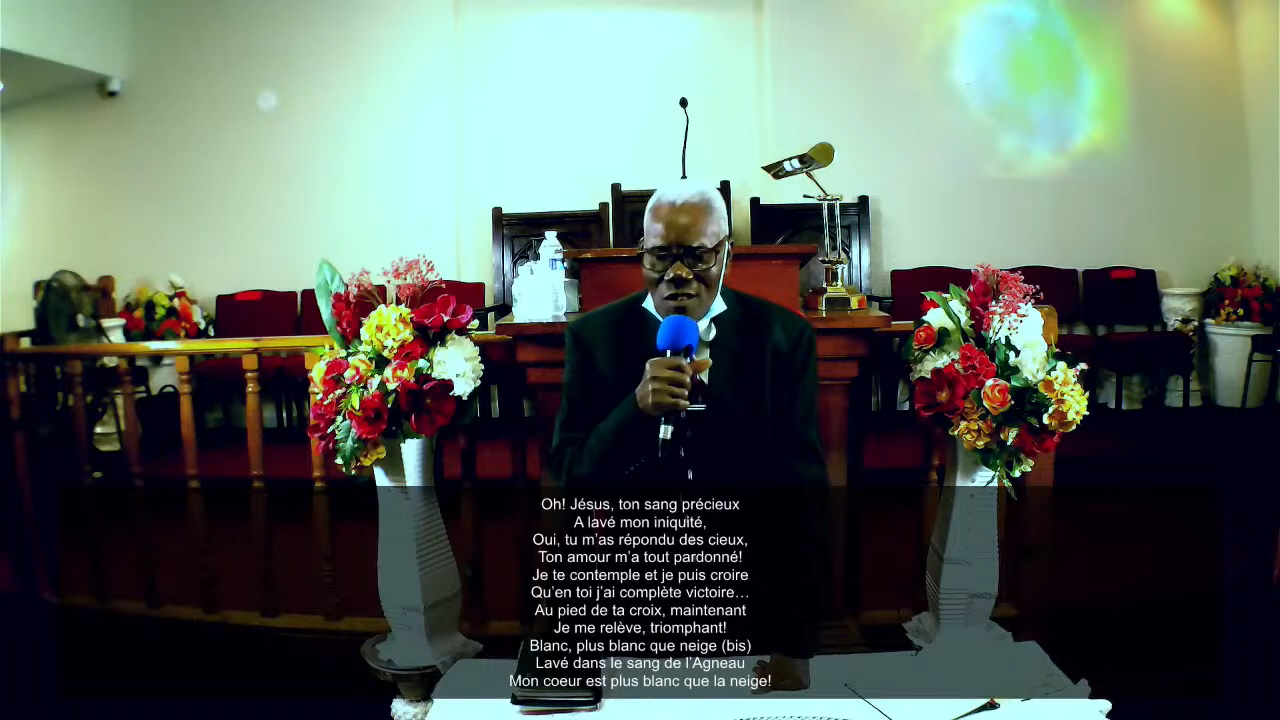 Oh! Jésus, ton sang précieux
A lavé mon iniquité,
Oui, tu m'as répondu des cieux,
Ton amour m'a tout pardonné!
Je te contemple et je puis croire
Qu'en toi j'ai complète victoire…
Au pied de ta croix, maintenant
Je me relève, triomphant!
Blanc, plus blanc que neige (bis)
Lavé dans le sang de l'Agneau
Mon coeur est plus blanc que la neige!